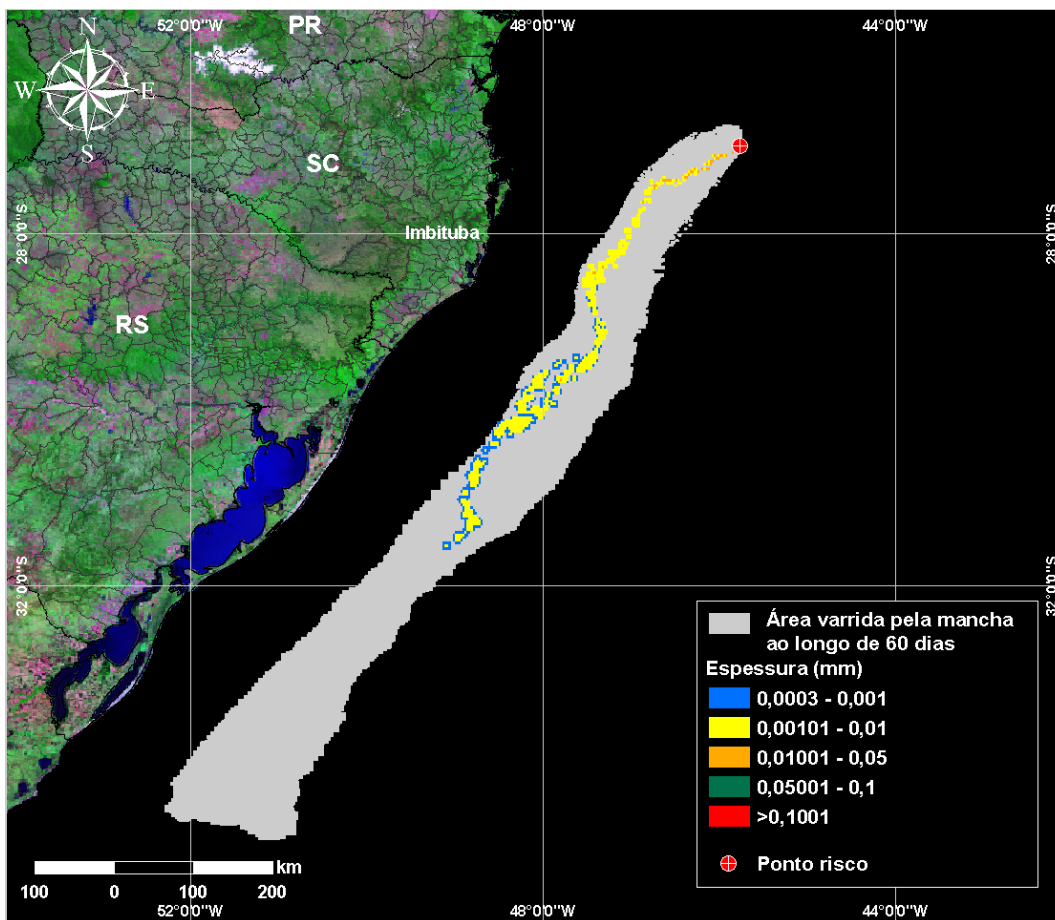 52°0'0"W
48°0'0"W
44°0'0"W
PR
N
W
E
S
SC
28°0'0"S
Imbituba
28°0'0"S
RS
32°0'0"S
32°0'0"S
Área varrida pela mancha
ao longo de 60 dias
Espessura (mm)
0,0003 - 0,001
0,00101 - 0,01
0,01001 - 0,05
0,05001 - 0,1
>0,1001
Ponto risco
km
100 0 100 200
52°0'0"W
48°0'0"W
44°0'0"W